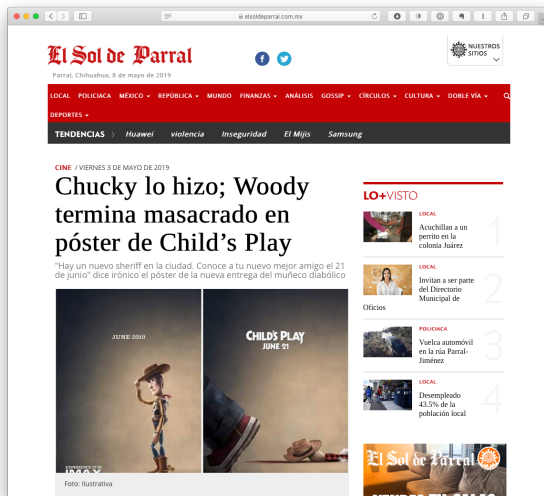 elsoldeparral.com.mx
El Sol de Parral
Parral, Chihuahua, 8 de mayo de 2019
NUESTROS
SITIOS
LOCAL POLICIACA MÉXICO REPÚBLICA MUNDO FINANZAS ANÁLISIS GOSSIP CÍRCULOS CULTURA DOBLE VÍA
DEPORTES
TENDENCIAS Huawei violencia Inseguridad El Mijis Samsung
CINE / VIERNES 3 DE MAYO DE 2019
Chucky lo hizo; Woody
termina masacrado en
póster de Child's Play
"Hay un nuevo sheriff en la ciudad. Conoce a tu nuevo mejor amigo el 21
de junio" dice irónico el póster de la nueva entrega del muñeco diabólico
JUNE 2019
CHILD'S PLAY
JUNE 21
Foto: Ilustrativa
LO+VISTO
LOCAL
Acuchillan a un
perrito en la
colonia Juárez
1
LOCAL
Invitan a ser parte
del Directorio
Municipal de
Oficios
2
POLICIACA
Vuelca automóvil
en la rúa Parral-
Jiménez
3
LOCAL
Desempleado
43.5% de la
población local
4
El Sol de Parral